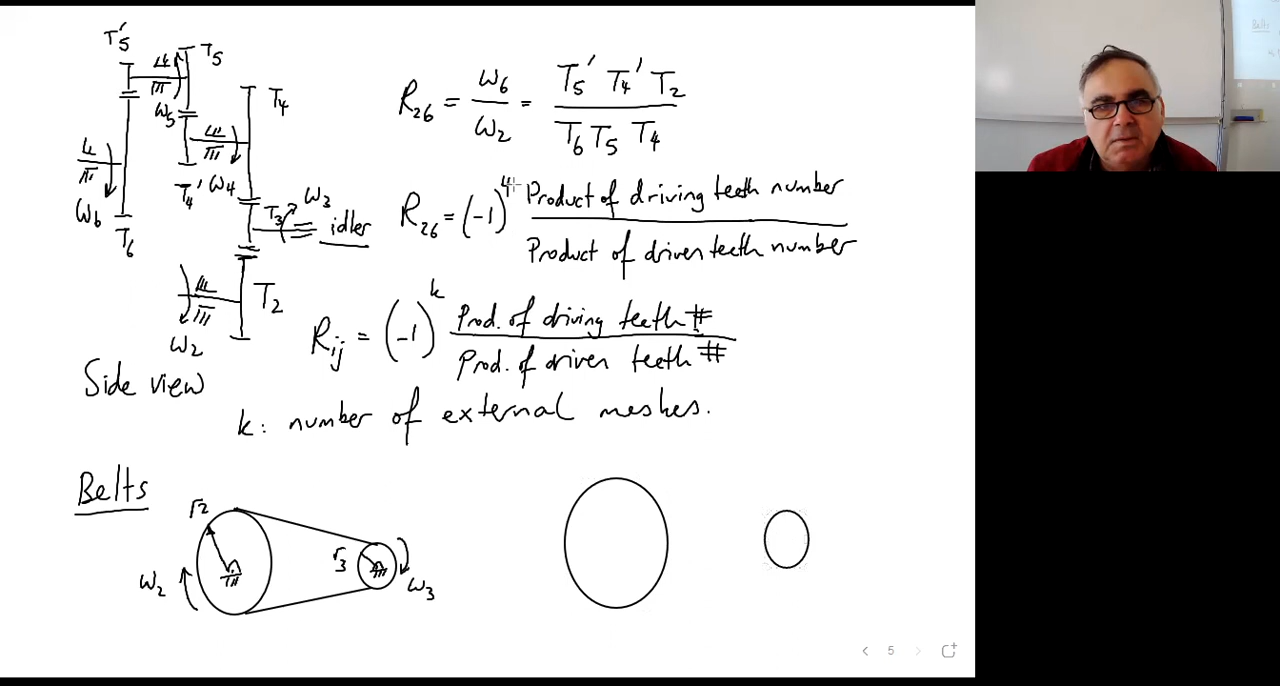 T5' T5
ω5
T4
T4' ω4
ω6
T6
T3 ω3
idler
T2
ω2
Side view
R26 = ω6/ω2 = T5' T4' T2 / T6 T5 T4
R26 = (-1)^4 Product of driving teeth number / Product of driven teeth number
Rij = (-1)^k Prod. of driving teeth # / Prod. of driven teeth #
k: number of external meshes.
Belts
r2
ω2
r3
ω3
5